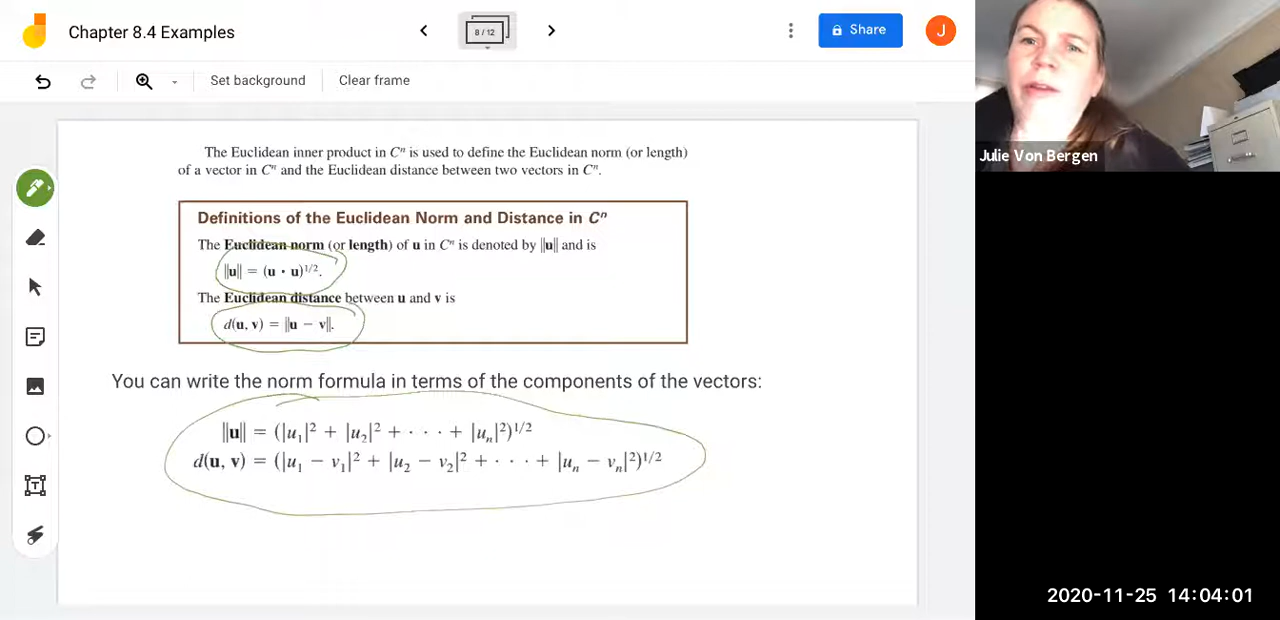 Chapter 8.4 Examples
8 / 12
Share
J
Set background
Clear frame
The Euclidean inner product in Cⁿ is used to define the Euclidean norm (or length)
of a vector in Cⁿ and the Euclidean distance between two vectors in Cⁿ.
Definitions of the Euclidean Norm and Distance in Cⁿ
The Euclidean norm (or length) of u in Cⁿ is denoted by ‖u‖ and is
‖u‖ = (u · u)^1/2.
The Euclidean distance between u and v is
d(u, v) = ‖u − v‖.
You can write the norm formula in terms of the components of the vectors:
‖u‖ = (|u₁|² + |u₂|² + · · · + |uₙ|²)^1/2
d(u, v) = (|u₁ − v₁|² + |u₂ − v₂|² + · · · + |uₙ − vₙ|²)^1/2
Julie Von Bergen
2020-11-25 14:04:01